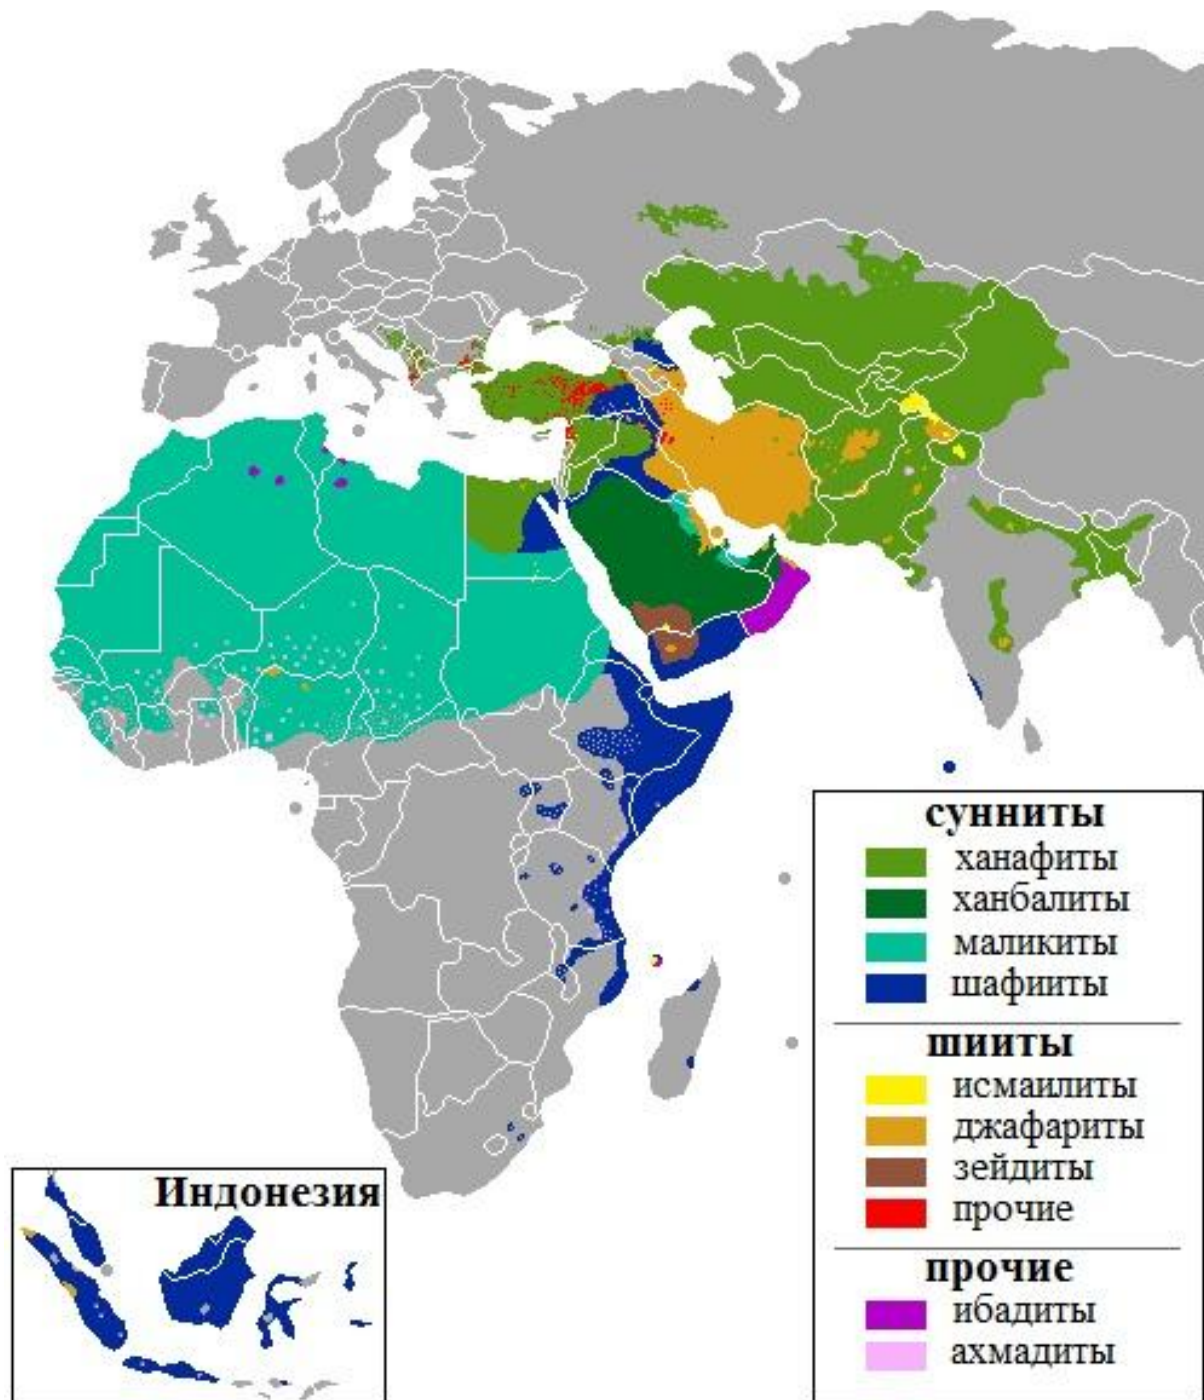 сунниты
ханафиты
ханбалиты
маликиты
шафииты
шииты
исмаилиты
джафариты
зейдиты
прочие
прочие
ибадиты
ахмадиты
Индонезия